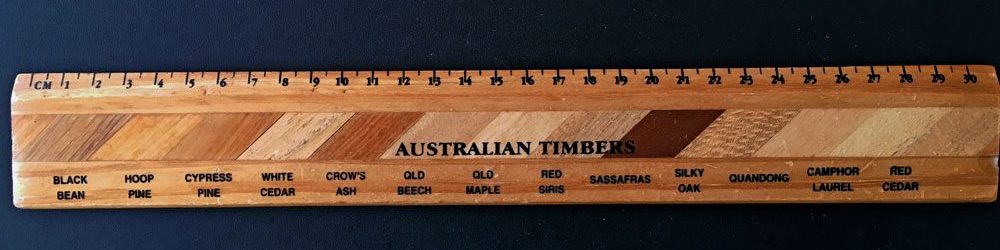 CM 1 2 3 4 5 6 7 8 9 10 11 12 13 14 15 16 17 18 19 20 21 22 23 24 25 26 27 28 29 30
AUSTRALIAN TIMBERS
BLACK BEAN
HOOP PINE
CYPRESS PINE
WHITE CEDAR
CROW'S ASH
QLD BEECH
QLD MAPLE
RED SIRIS
SASSAFRAS
SILKY OAK
QUANDONG
CAMPHOR LAUREL
RED CEDAR